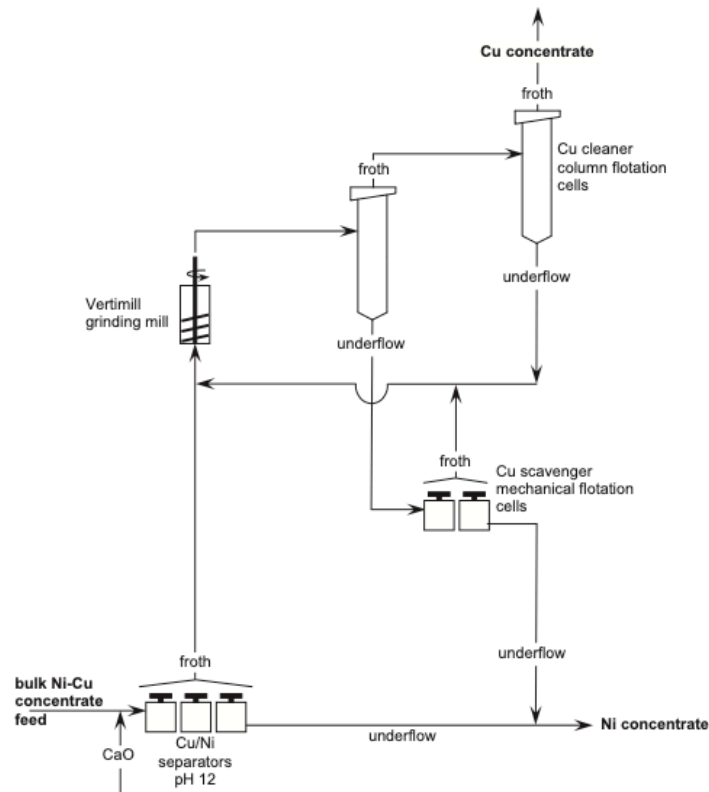 Cu concentrate
froth
Cu cleaner
column flotation
cells
froth
underflow
Vertimill
grinding mill
underflow
froth
Cu scavenger
mechanical flotation
cells
underflow
froth
bulk Ni-Cu
concentrate
feed
CaO
Cu/Ni
separators
pH 12
underflow
Ni concentrate